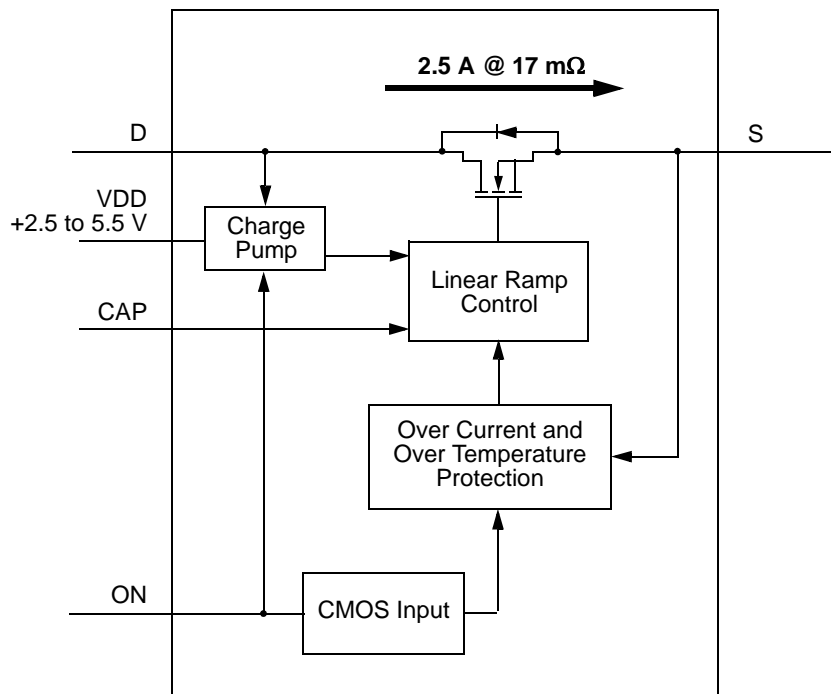 2.5 A @ 17 mΩ
D
S
VDD
+2.5 to 5.5 V
Charge
Pump
Linear Ramp
Control
CAP
Over Current and
Over Temperature
Protection
ON
CMOS Input